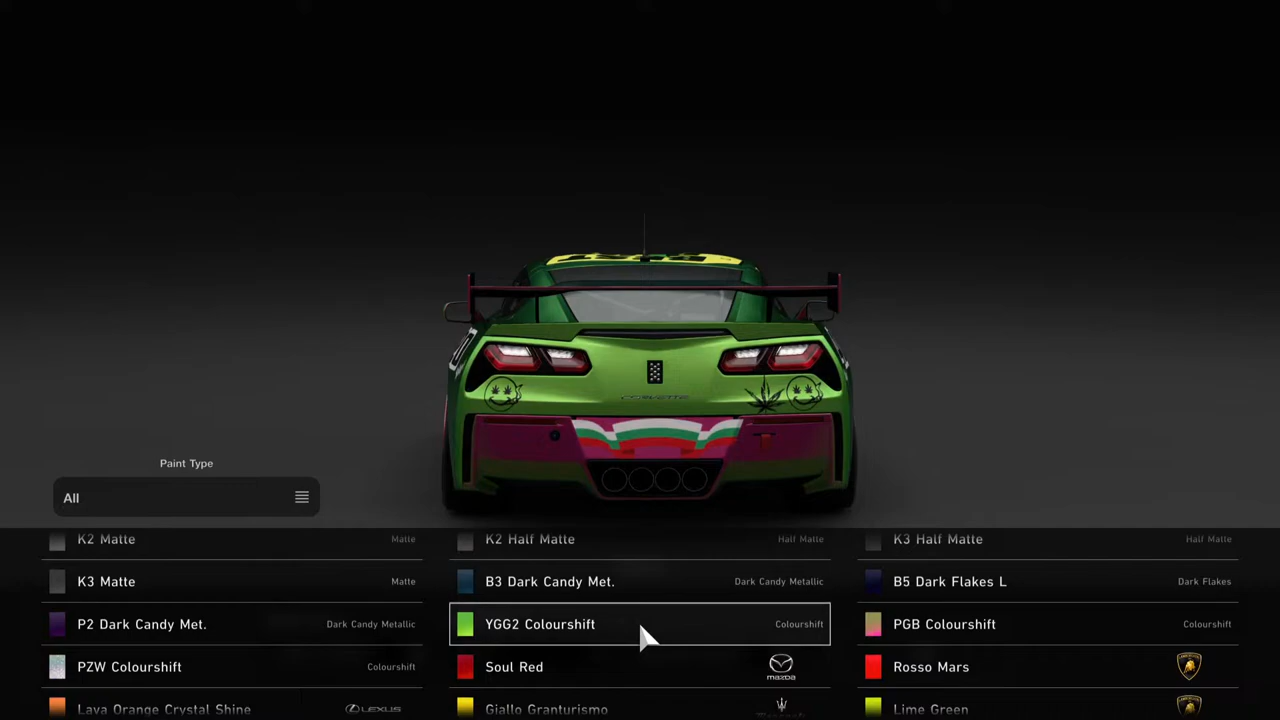 Paint Type
All
K2 Matte Matte
K2 Half Matte Half Matte
K3 Half Matte Half Matte
K3 Matte Matte
B3 Dark Candy Met. Dark Candy Metallic
B5 Dark Flakes L Dark Flakes
P2 Dark Candy Met. Dark Candy Metallic
YGG2 Colourshift Colourshift
PGB Colourshift Colourshift
PZW Colourshift Colourshift
Soul Red mazda
Rosso Mars
Lava Orange Crystal Shine LEXUS
Giallo Granturismo
Lime Green